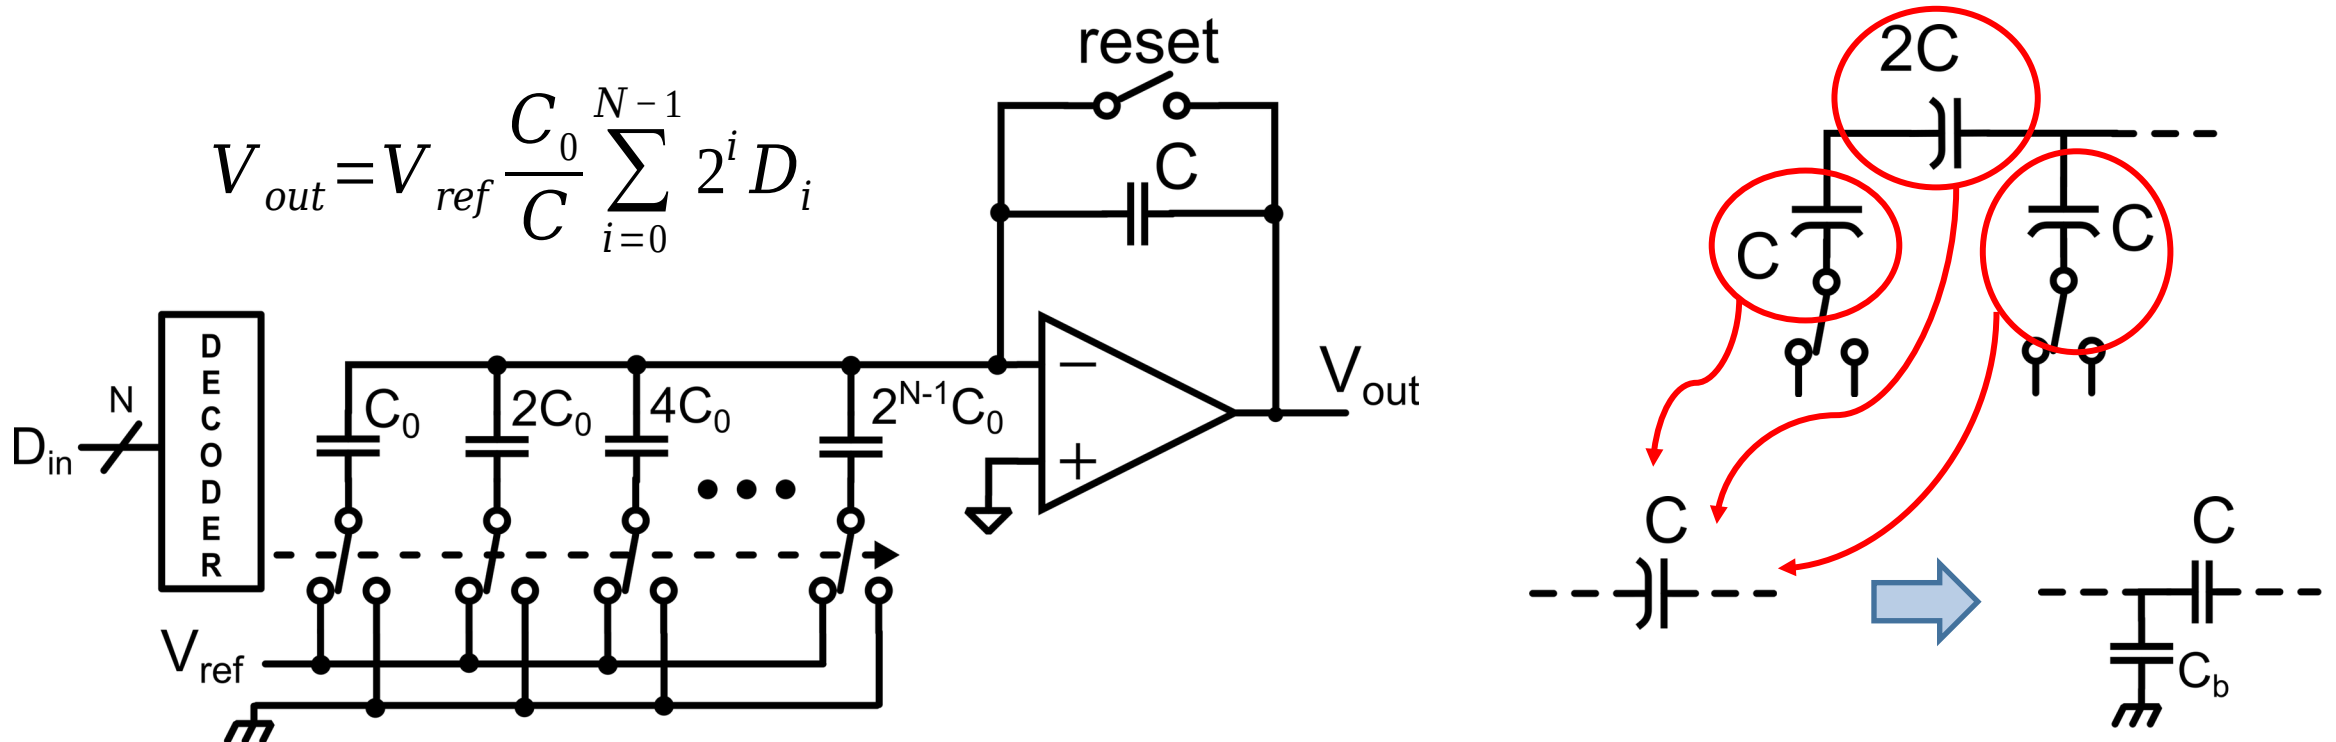 reset
2C
V_out = V_ref C_0/C ∑_{i=0}^{N−1} 2^i D_i
C
C
C
DECODER
N
D_in
C_0
2C_0
4C_0
2^{N-1}C_0
−
+
V_out
V_ref
C
C
C_b